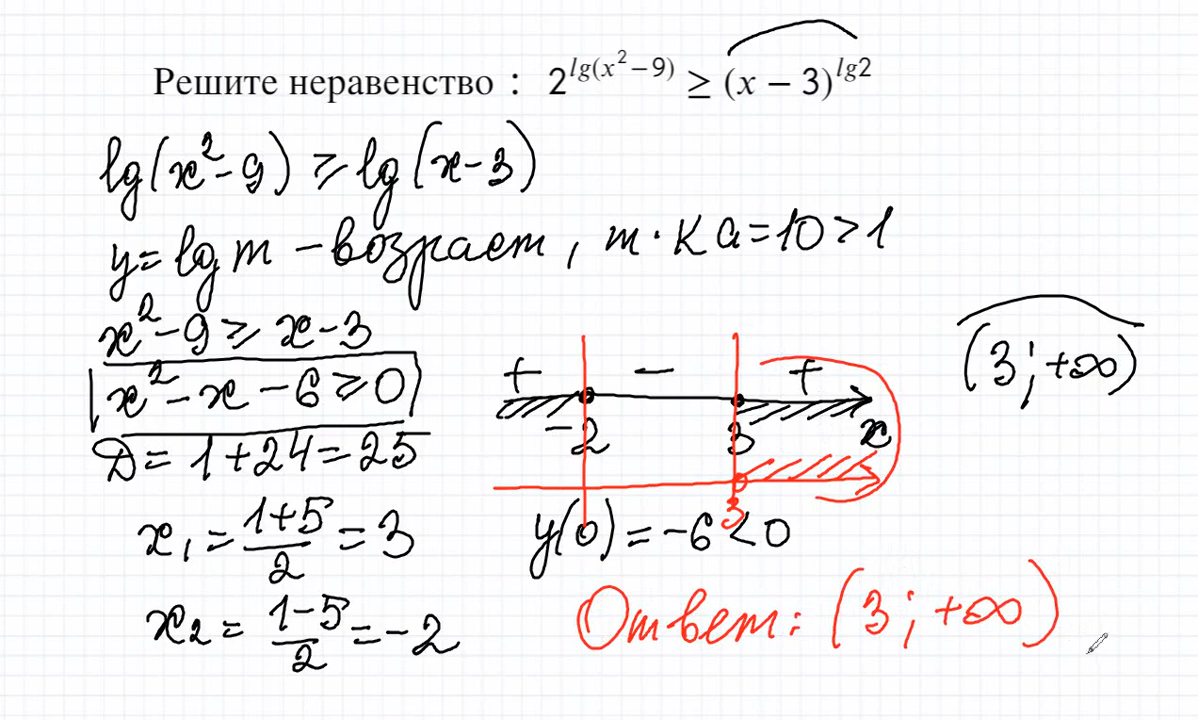 Решите неравенство : 2^{lg(x²−9)} ≥ (x − 3)^{lg2}
lg(x²-9) ≥ lg(x-3)
y= lg m - возраст, т.к a=10>1
x²-9 ≥ x-3
x²-x-6 ≥ 0
D= 1+24=25
x₁ = (1+5)/2 = 3
x₂ = (1-5)/2 = -2
+ - +
-2 3 x
3
(3; +∞)
y(0) = -6 < 0
Ответ: (3; +∞)